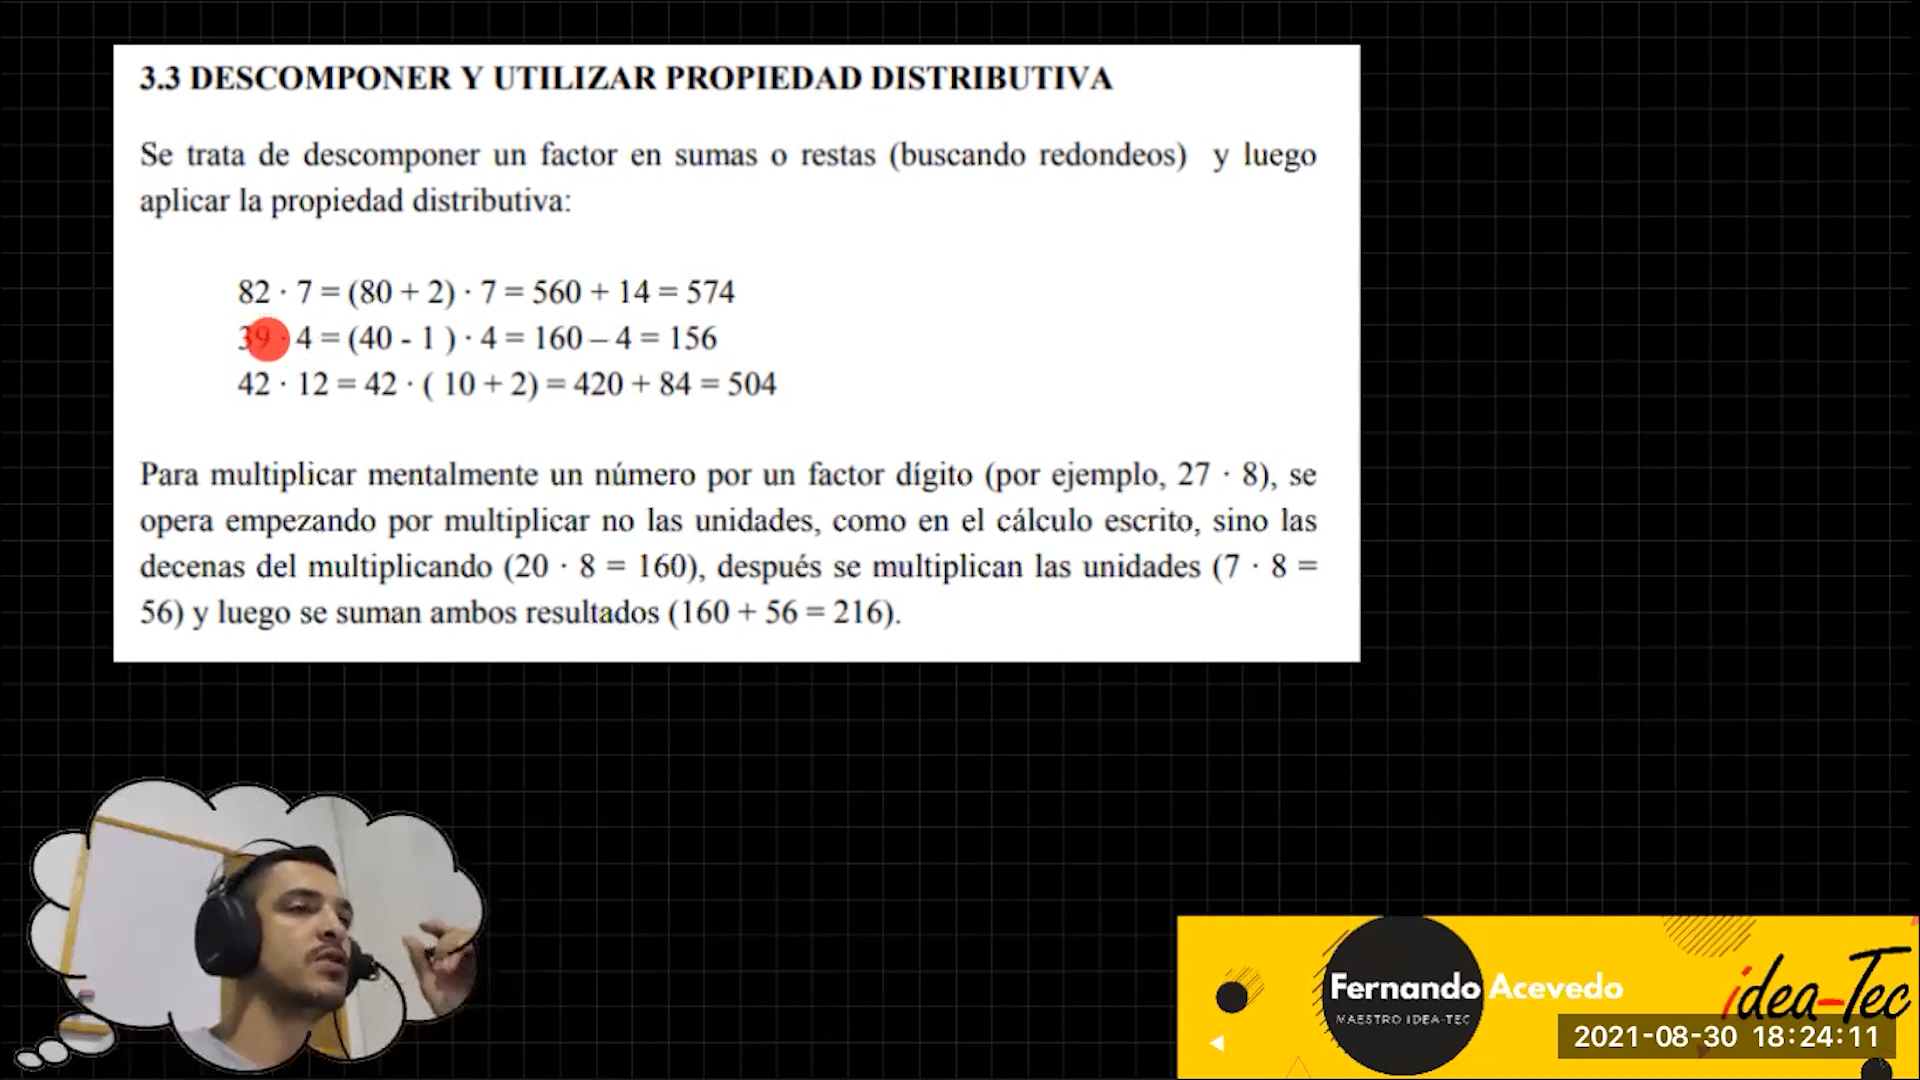 3.3 DESCOMPONER Y UTILIZAR PROPIEDAD DISTRIBUTIVA
Se trata de descomponer un factor en sumas o restas (buscando redondeos) y luego
aplicar la propiedad distributiva:
82 · 7 = (80 + 2) · 7 = 560 + 14 = 574
39 · 4 = (40 - 1 ) · 4 = 160 – 4 = 156
42 · 12 = 42 · ( 10 + 2) = 420 + 84 = 504
Para multiplicar mentalmente un número por un factor dígito (por ejemplo, 27 · 8), se
opera empezando por multiplicar no las unidades, como en el cálculo escrito, sino las
decenas del multiplicando (20 · 8 = 160), después se multiplican las unidades (7 · 8 =
56) y luego se suman ambos resultados (160 + 56 = 216).
Fernando Acevedo
MAESTRO IDEA-TEC
idea-Tec
2021-08-30 18:24:11